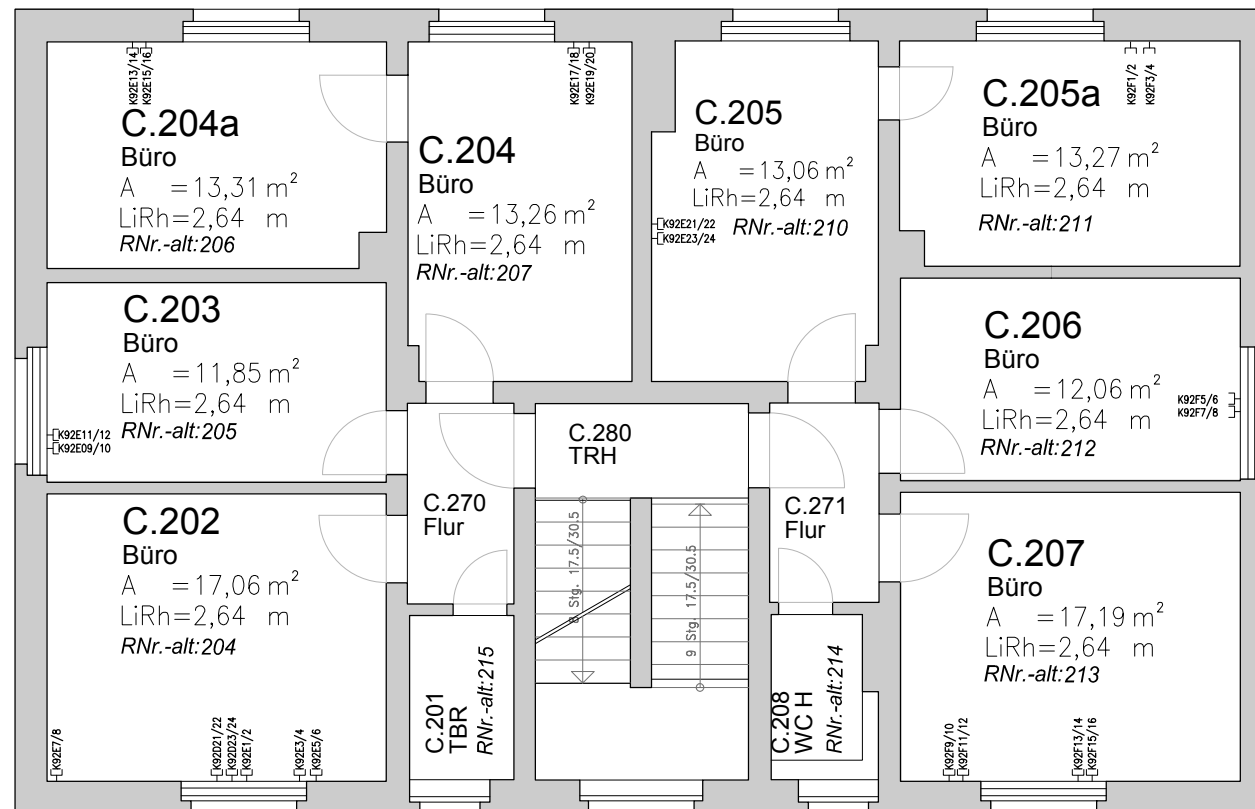 K92E13/14
K92E15/16
C.204a
Büro
A = 13,31 m²
LiRh=2,64 m
RNr.-alt:206
K92E17/18
K92E19/20
C.204
Büro
A = 13,26 m²
LiRh=2,64 m
RNr.-alt:207
C.205
Büro
A = 13,06 m²
LiRh=2,64 m
RNr.-alt:210
K92E21/22
K92E23/24
K92F1/2
K92F3/4
C.205a
Büro
A = 13,27 m²
LiRh=2,64 m
RNr.-alt:211
C.203
Büro
A = 11,85 m²
LiRh=2,64 m
RNr.-alt:205
K92E11/12
K92E09/10
C.206
Büro
A = 12,06 m²
LiRh=2,64 m
RNr.-alt:212
K92F5/6
K92F7/8
C.280
TRH
C.270
Flur
C.271
Flur
8 Stg. 17.5/30.5
9 Stg. 17.5/30.5
C.202
Büro
A = 17,06 m²
LiRh=2,64 m
RNr.-alt:204
K92E7/8
K92D21/22
K92D23/24
K92E1/2
K92E3/4
K92E5/6
C.201
TBR
RNr.-alt:215
C.208
WC H
RNr.-alt:214
C.207
Büro
A = 17,19 m²
LiRh=2,64 m
RNr.-alt:213
K92F9/10
K92F11/12
K92F13/14
K92F15/16